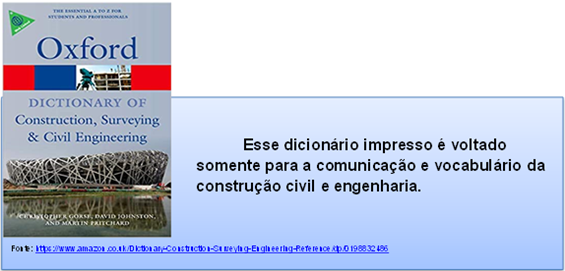 THE ESSENTIAL A TO Z FOR
STUDENTS AND PROFESSIONALS
Oxford
DICTIONARY OF
Construction, Surveying
& Civil Engineering
CHRISTOPHER GORSE, DAVID JOHNSTON,
AND MARTIN PRITCHARD
Esse dicionário impresso é voltado
somente para a comunicação e vocabulário da
construção civil e engenharia.
Fonte: https://www.amazon.co.uk/Dictionary-Construction-Surveying-Engineering-Reference/dp/0198832486